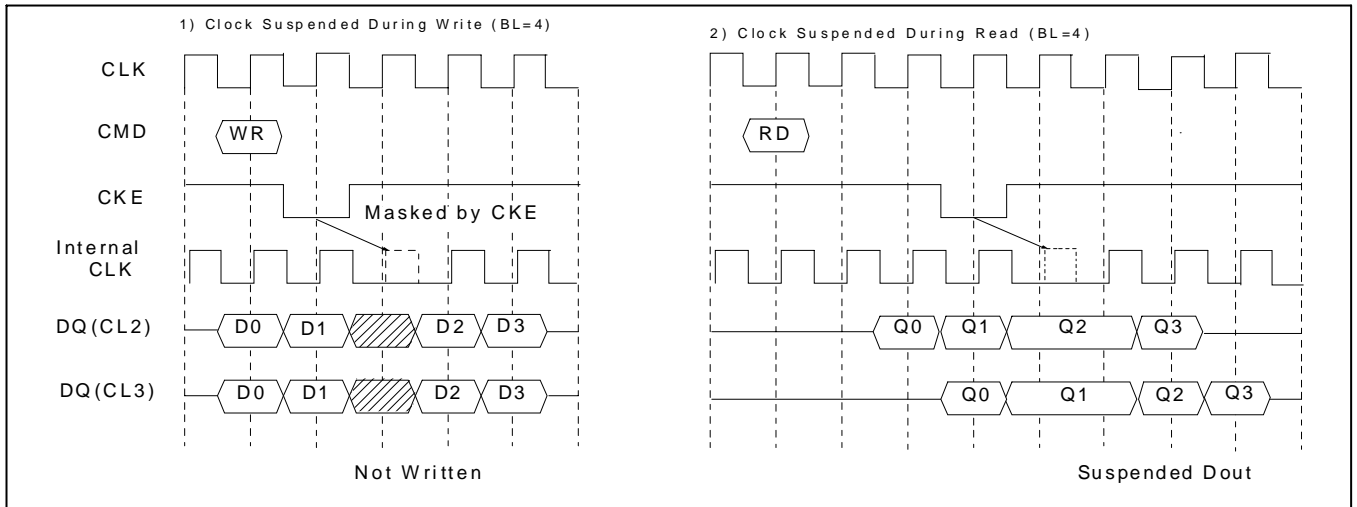 1) Clock Suspended During Write (BL=4)
2) Clock Suspended During Read (BL=4)
CLK
CMD
WR
RD
CKE
Masked by CKE
Internal
CLK
DQ(CL2)
D0 D1 D2 D3
Q0 Q1 Q2 Q3
DQ(CL3)
D0 D1 D2 D3
Q0 Q1 Q2 Q3
Not Written
Suspended Dout